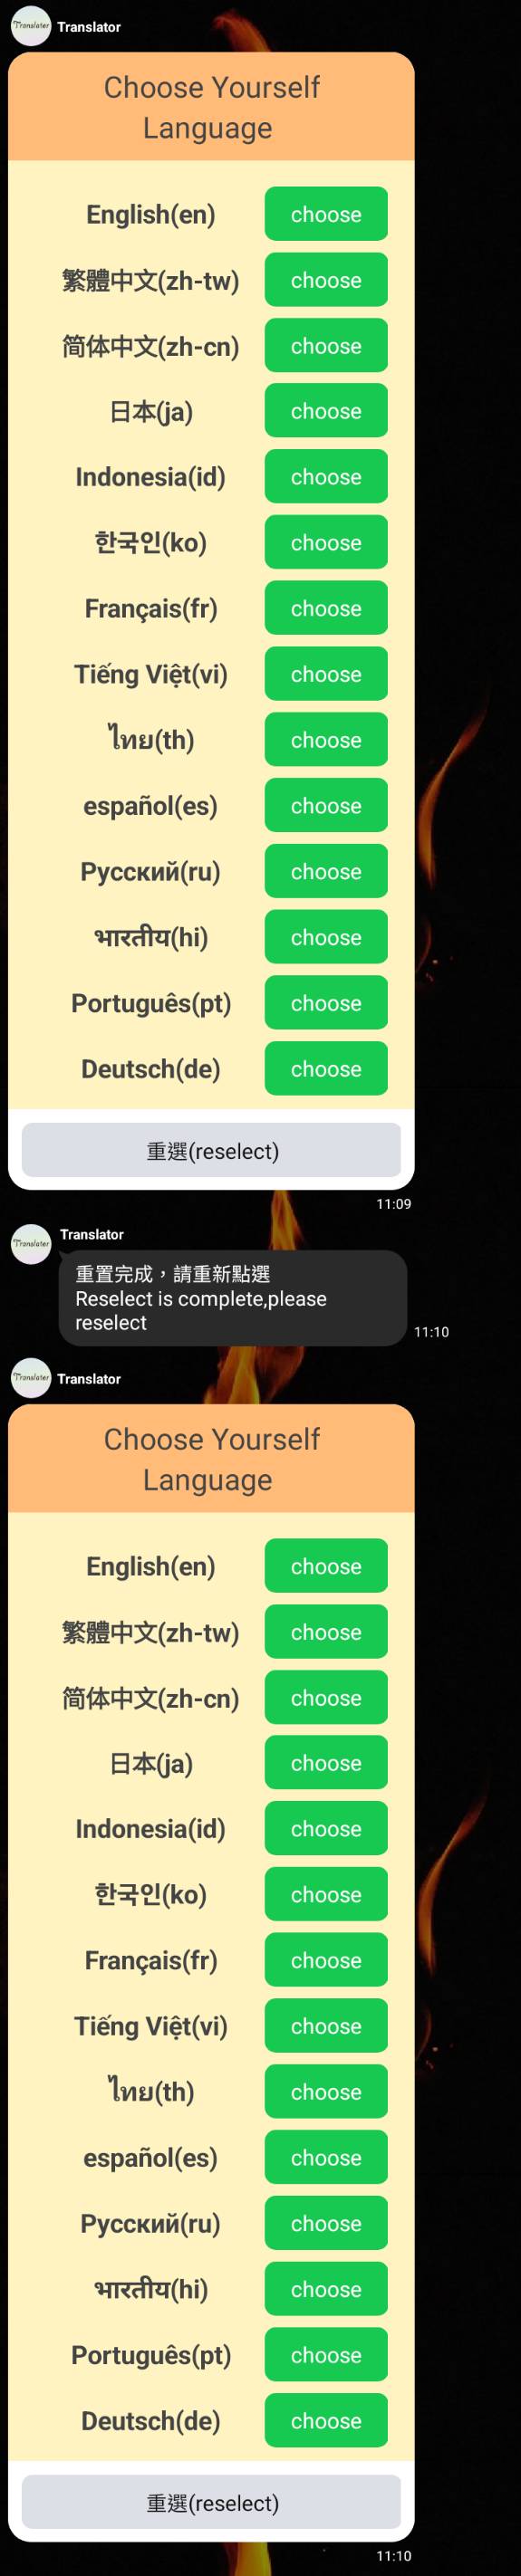 Translator
Translator
Choose Yourself
Language
English(en) choose
繁體中文(zh-tw) choose
简体中文(zh-cn) choose
日本(ja) choose
Indonesia(id) choose
한국인(ko) choose
Français(fr) choose
Tiếng Việt(vi) choose
ไทย(th) choose
español(es) choose
Русский(ru) choose
भारतीय(hi) choose
Português(pt) choose
Deutsch(de) choose
重選(reselect)
11:09
Translator
Translator
重置完成，請重新點選
Reselect is complete,please
reselect
11:10
Translator
Translator
Choose Yourself
Language
English(en) choose
繁體中文(zh-tw) choose
简体中文(zh-cn) choose
日本(ja) choose
Indonesia(id) choose
한국인(ko) choose
Français(fr) choose
Tiếng Việt(vi) choose
ไทย(th) choose
español(es) choose
Русский(ru) choose
भारतीय(hi) choose
Português(pt) choose
Deutsch(de) choose
重選(reselect)
11:10